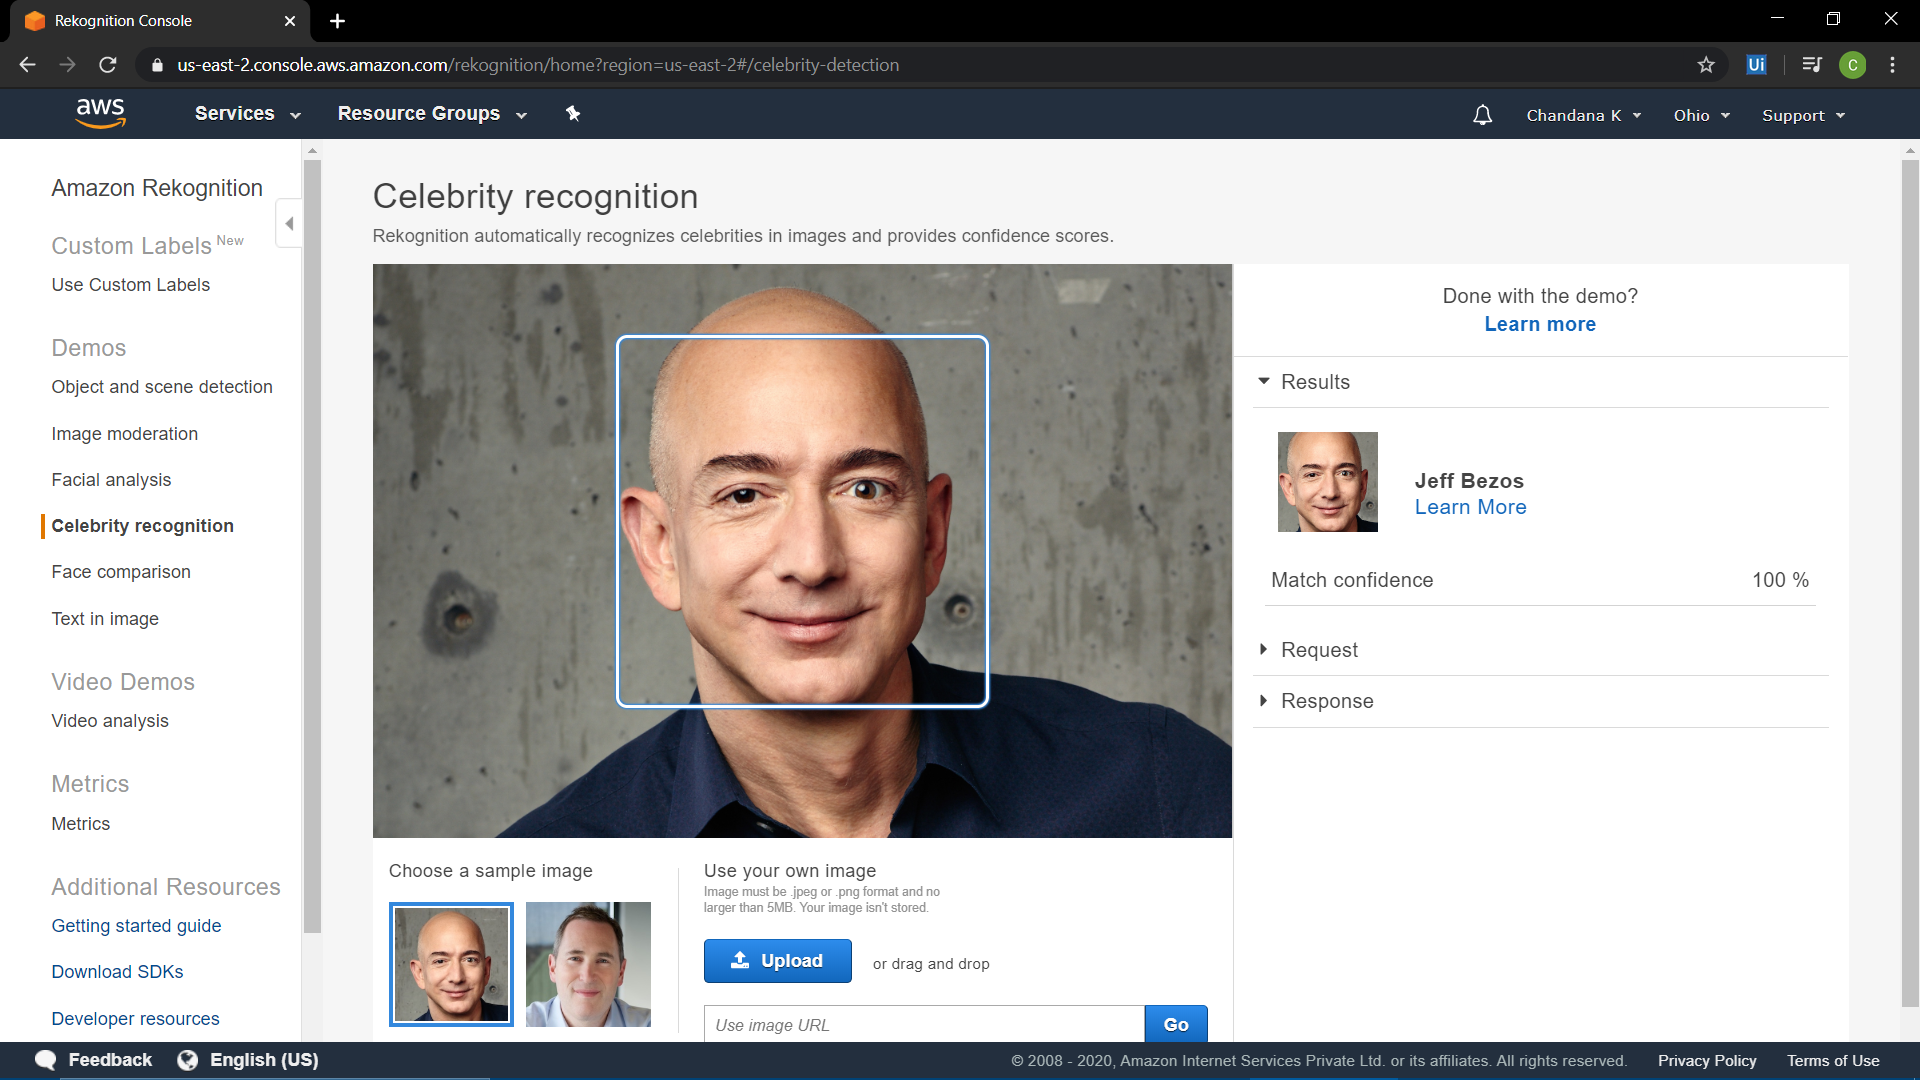 Rekognition Console
us-east-2.console.aws.amazon.com/rekognition/home?region=us-east-2#/celebrity-detection
Ui
C
aws
Services
Resource Groups
Chandana K
Ohio
Support
Amazon Rekognition
Custom Labels New
Use Custom Labels
Demos
Object and scene detection
Image moderation
Facial analysis
Celebrity recognition
Face comparison
Text in image
Video Demos
Video analysis
Metrics
Metrics
Additional Resources
Getting started guide
Download SDKs
Developer resources
Celebrity recognition
Rekognition automatically recognizes celebrities in images and provides confidence scores.
Choose a sample image
Use your own image
Image must be .jpeg or .png format and no
larger than 5MB. Your image isn't stored.
Upload
or drag and drop
Use image URL
Go
Done with the demo?
Learn more
Results
Jeff Bezos
Learn More
Match confidence 100 %
Request
Response
Feedback
English (US)
© 2008 - 2020, Amazon Internet Services Private Ltd. or its affiliates. All rights reserved.
Privacy Policy
Terms of Use